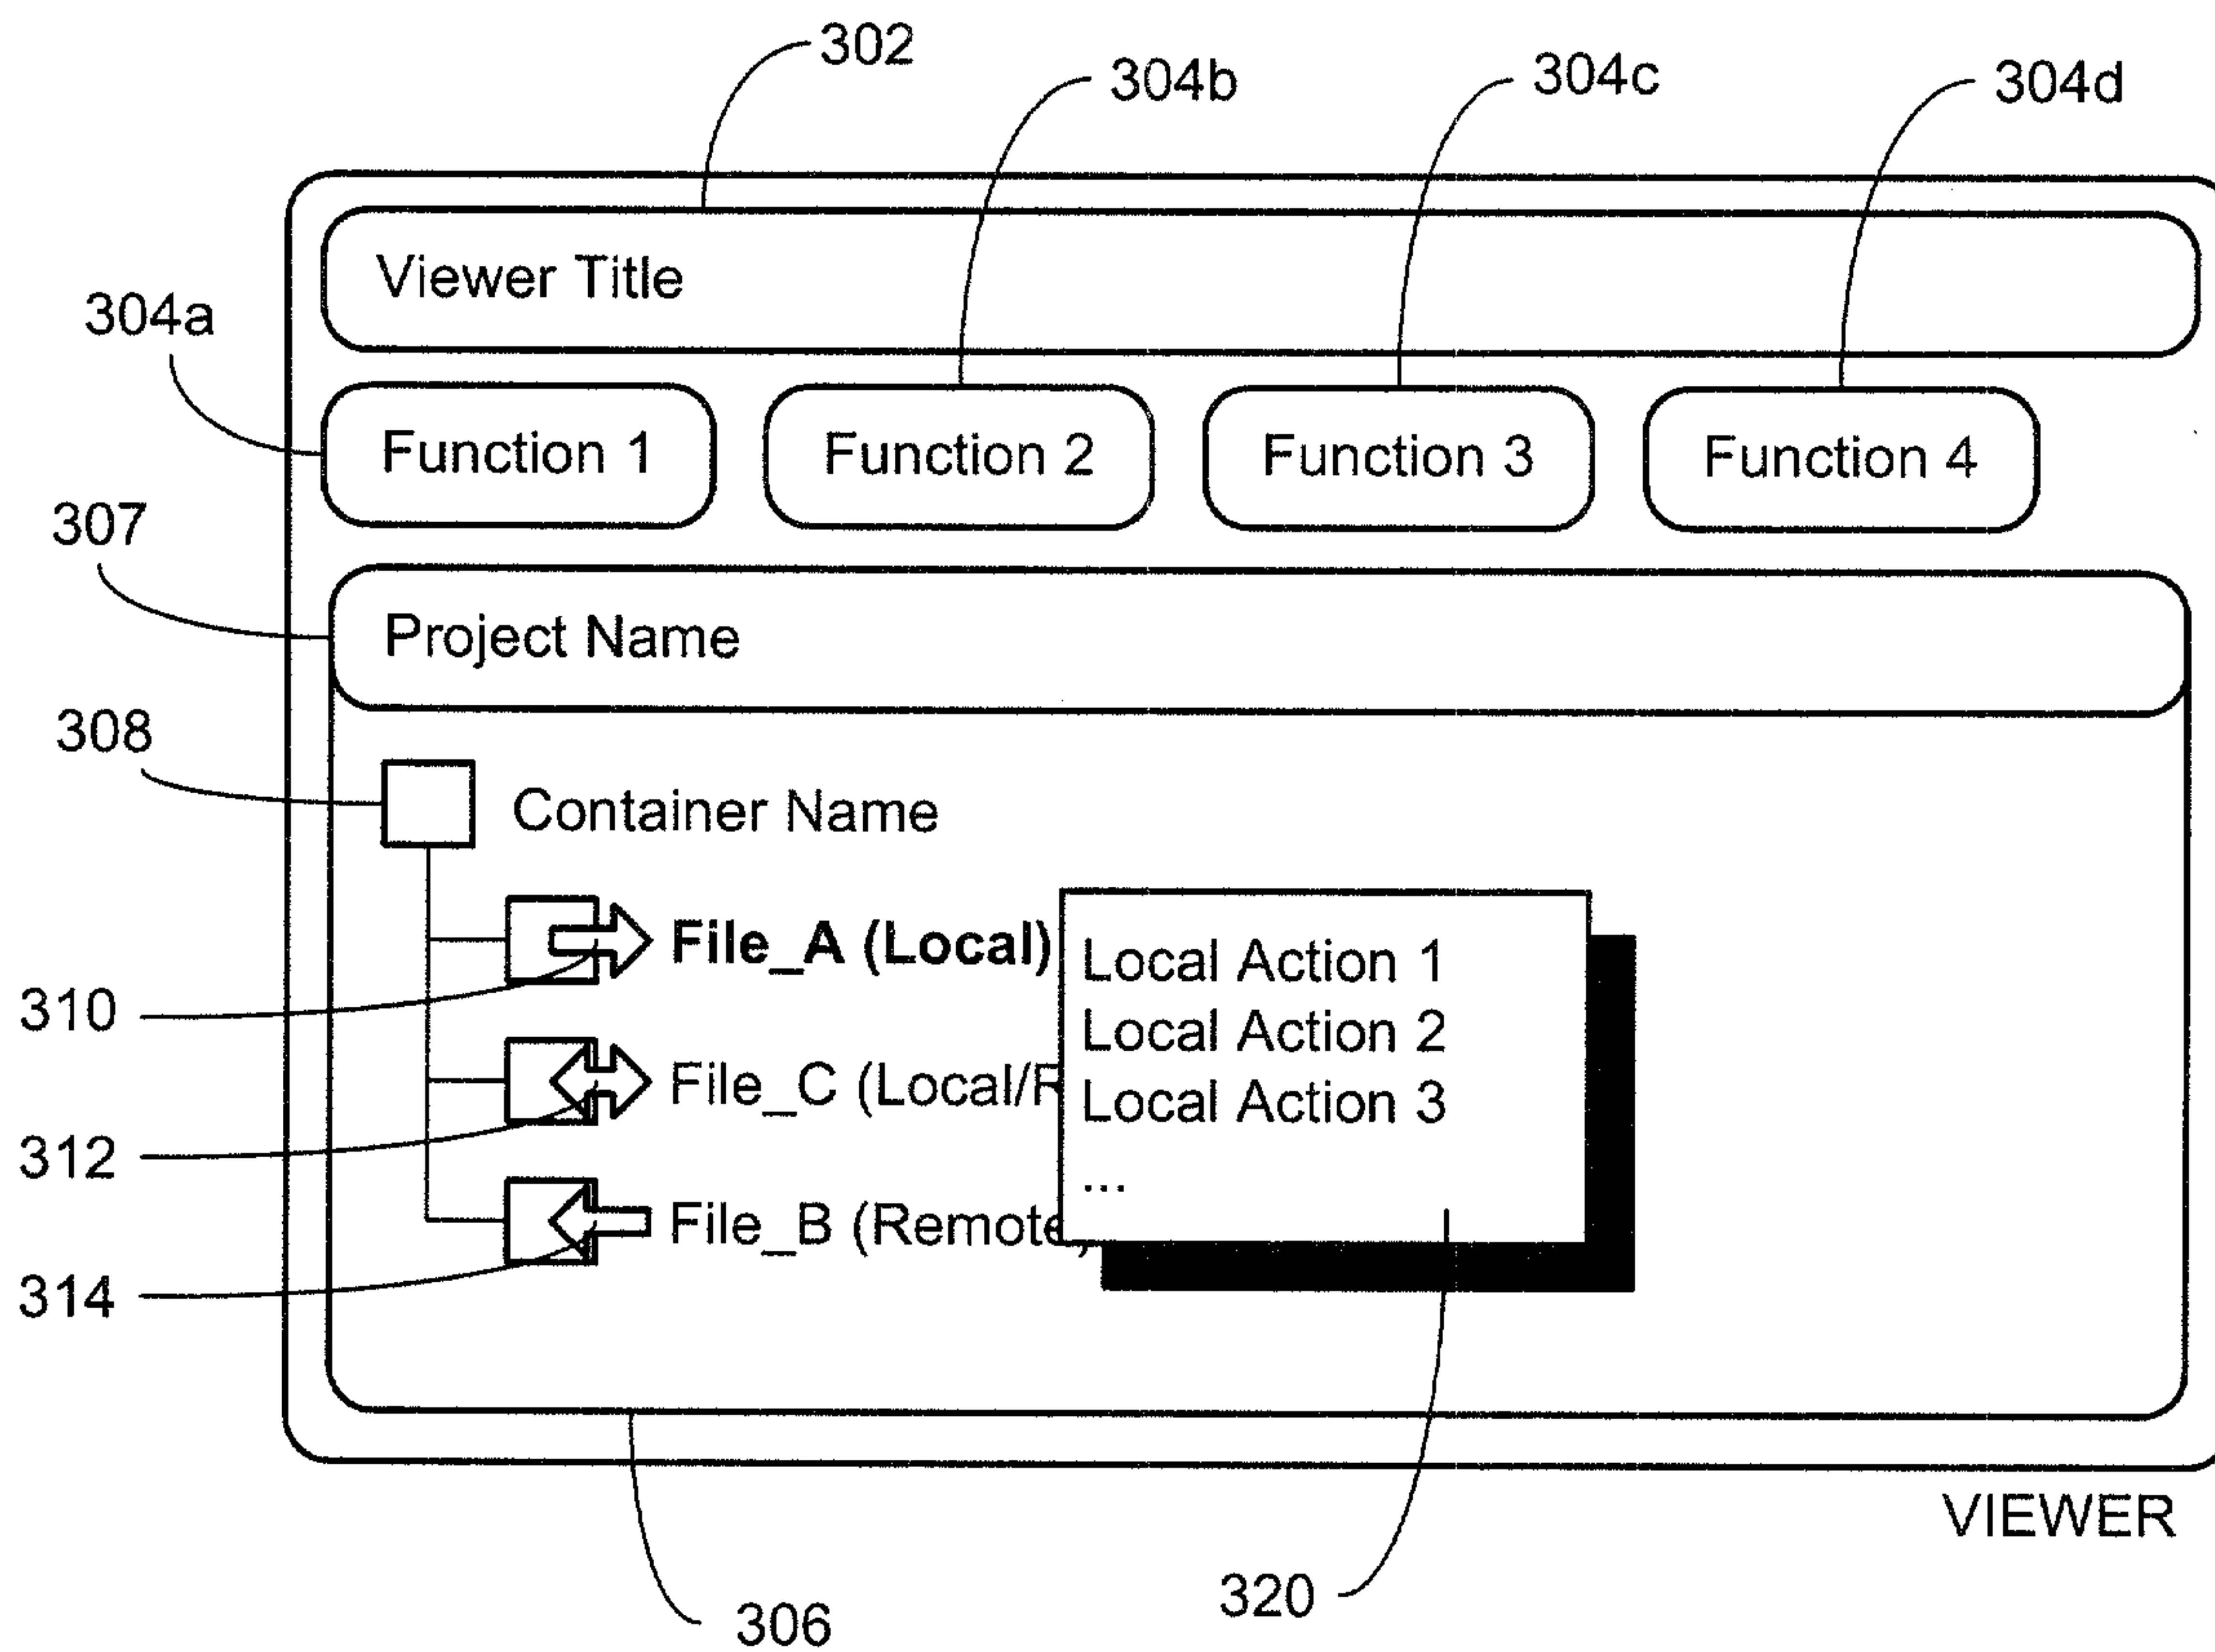 302
304b
304c
304d
Viewer Title
304a
Function 1
Function 2
Function 3
Function 4
307
Project Name
308
Container Name
File_A (Local)
Local Action 1
310
Local Action 2
File_C (Local/
Local Action 3
312
...
File_B (Remote
314
VIEWER
320
306